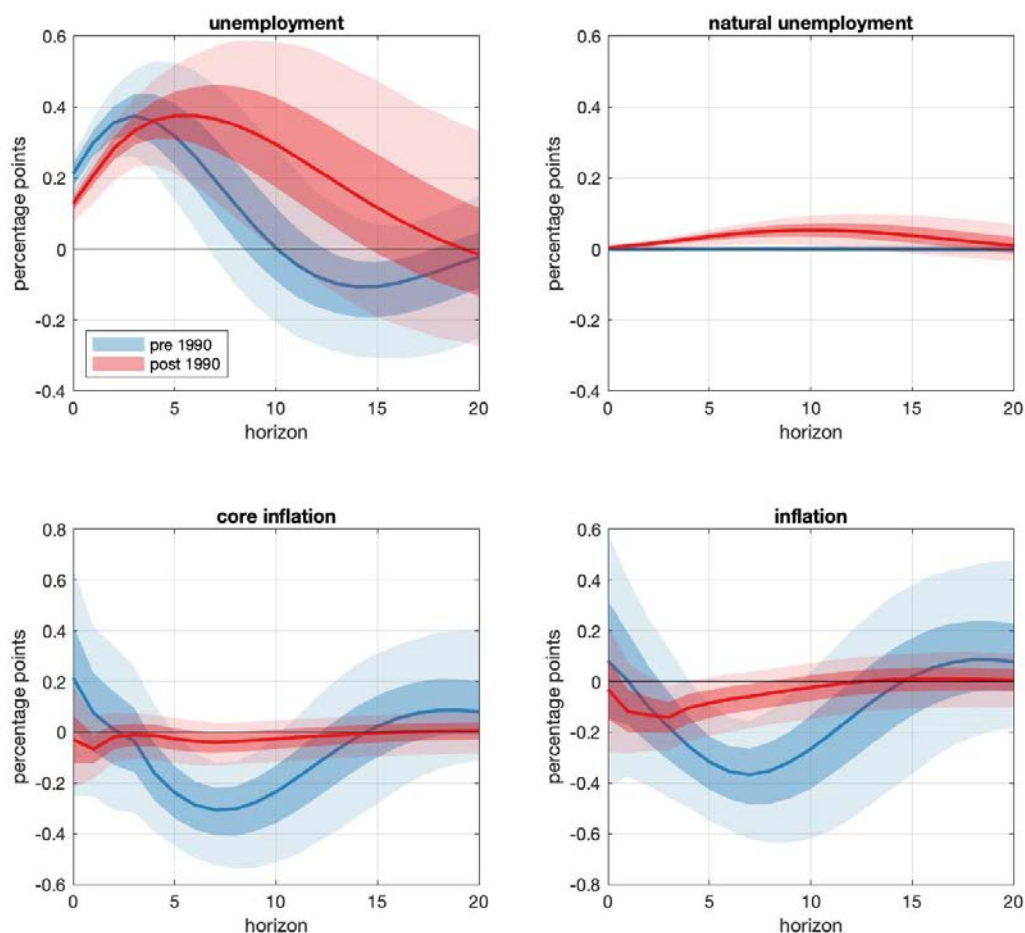 unemployment
0.6
0.4
0.2
0
-0.2
-0.4
percentage points
pre 1990
post 1990
0 5 10 15 20
horizon
natural unemployment
0.6
0.4
0.2
0
-0.2
-0.4
percentage points
0 5 10 15 20
horizon
core inflation
0.8
0.6
0.4
0.2
0
-0.2
-0.4
-0.6
percentage points
0 5 10 15 20
horizon
inflation
0.6
0.4
0.2
0
-0.2
-0.4
-0.6
-0.8
percentage points
0 5 10 15 20
horizon